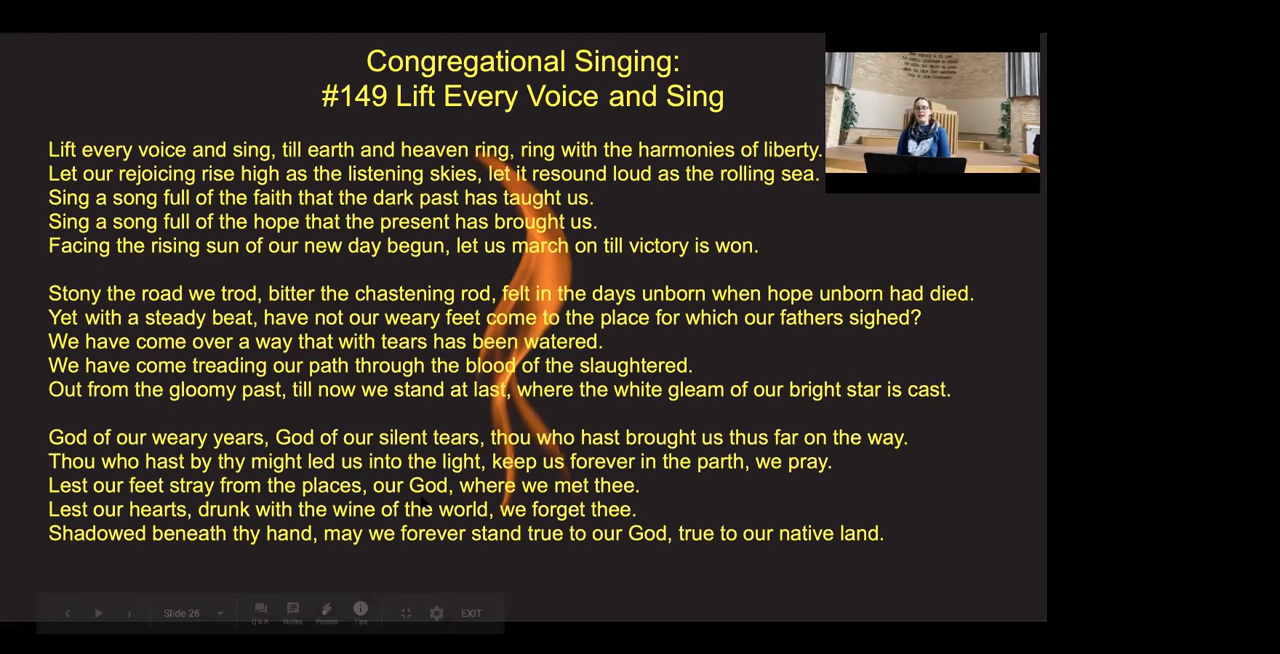 Congregational Singing:
#149 Lift Every Voice and Sing
Lift every voice and sing, till earth and heaven ring, ring with the harmonies of liberty.
Let our rejoicing rise high as the listening skies, let it resound loud as the rolling sea.
Sing a song full of the faith that the dark past has taught us.
Sing a song full of the hope that the present has brought us.
Facing the rising sun of our new day begun, let us march on till victory is won.
Stony the road we trod, bitter the chastening rod, felt in the days unborn when hope unborn had died.
Yet with a steady beat, have not our weary feet come to the place for which our fathers sighed?
We have come over a way that with tears has been watered.
We have come treading our path through the blood of the slaughtered.
Out from the gloomy past, till now we stand at last, where the white gleam of our bright star is cast.
God of our weary years, God of our silent tears, thou who hast brought us thus far on the way.
Thou who hast by thy might led us into the light, keep us forever in the parth, we pray.
Lest our feet stray from the places, our God, where we met thee.
Lest our hearts, drunk with the wine of the world, we forget thee.
Shadowed beneath thy hand, may we forever stand true to our God, true to our native land.
Slide 26
Q&A Notes Pointer Tips
EXIT